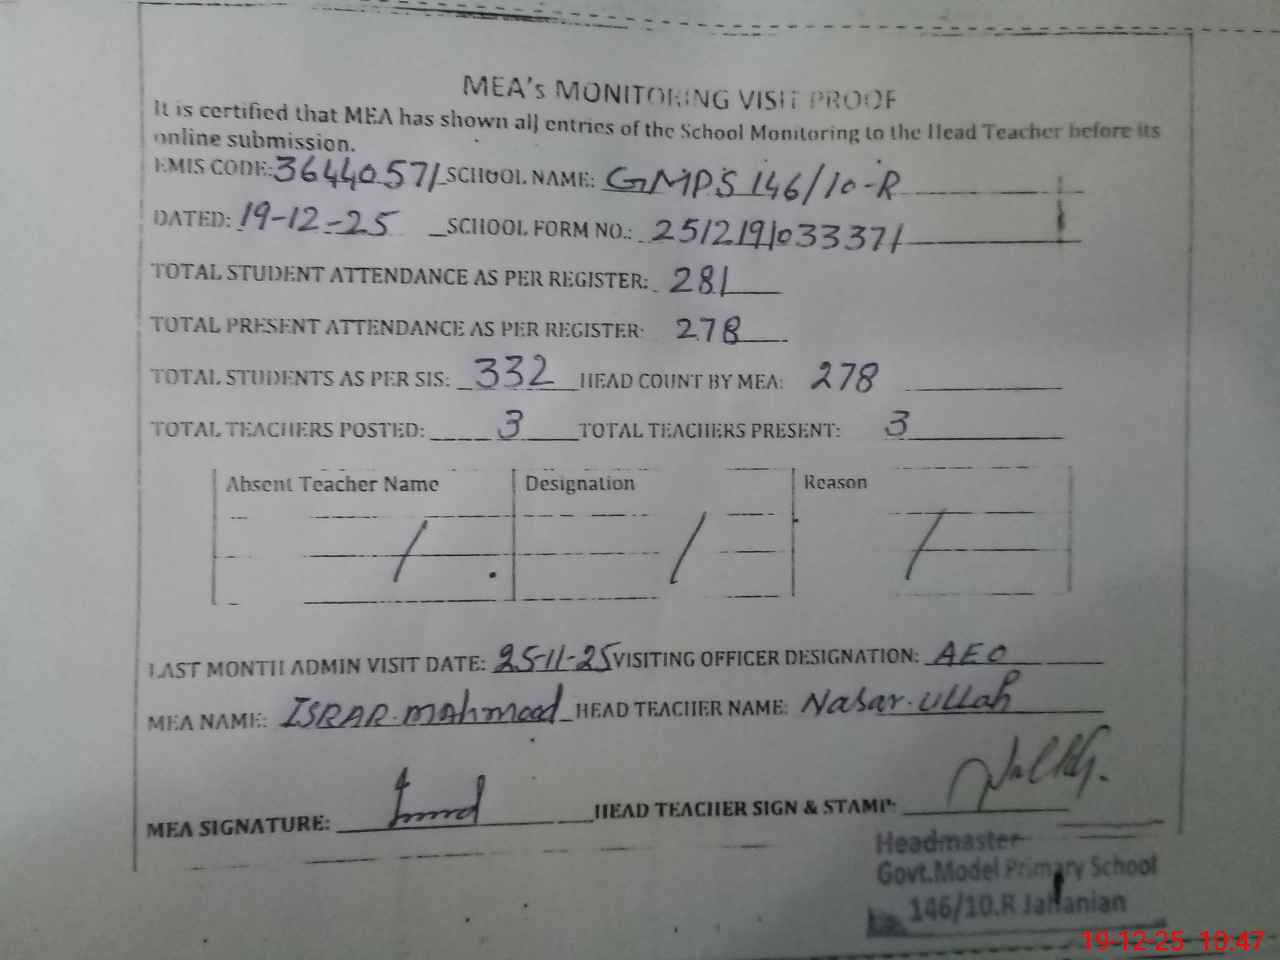 MEA's MONITORING VISIT PROOF
It is certified that MEA has shown all entries of the School Monitoring to the Head Teacher before its
online submission.
EMIS CODE: 36440571 SCHOOL NAME: GMPS 146/10-R
DATED: 19-12-25 SCHOOL FORM NO.: 251219103337/
TOTAL STUDENT ATTENDANCE AS PER REGISTER: 281
TOTAL PRESENT ATTENDANCE AS PER REGISTER: 278
TOTAL STUDENTS AS PER SIS: 332 HEAD COUNT BY MEA: 278
TOTAL TEACHERS POSTED: 3 TOTAL TEACHERS PRESENT: 3
Absent Teacher Name Designation Reason
/ / /
LAST MONTH ADMIN VISIT DATE: 25-11-25 VISITING OFFICER DESIGNATION: AEO
MEA NAME: ISRAR.Mahmood HEAD TEACHER NAME: Nasar.ullah
MEA SIGNATURE: HEAD TEACHER SIGN & STAMP:
Headmaster
Govt.Model Primary School
146/10.R Jahanian
19-12-25 10:47